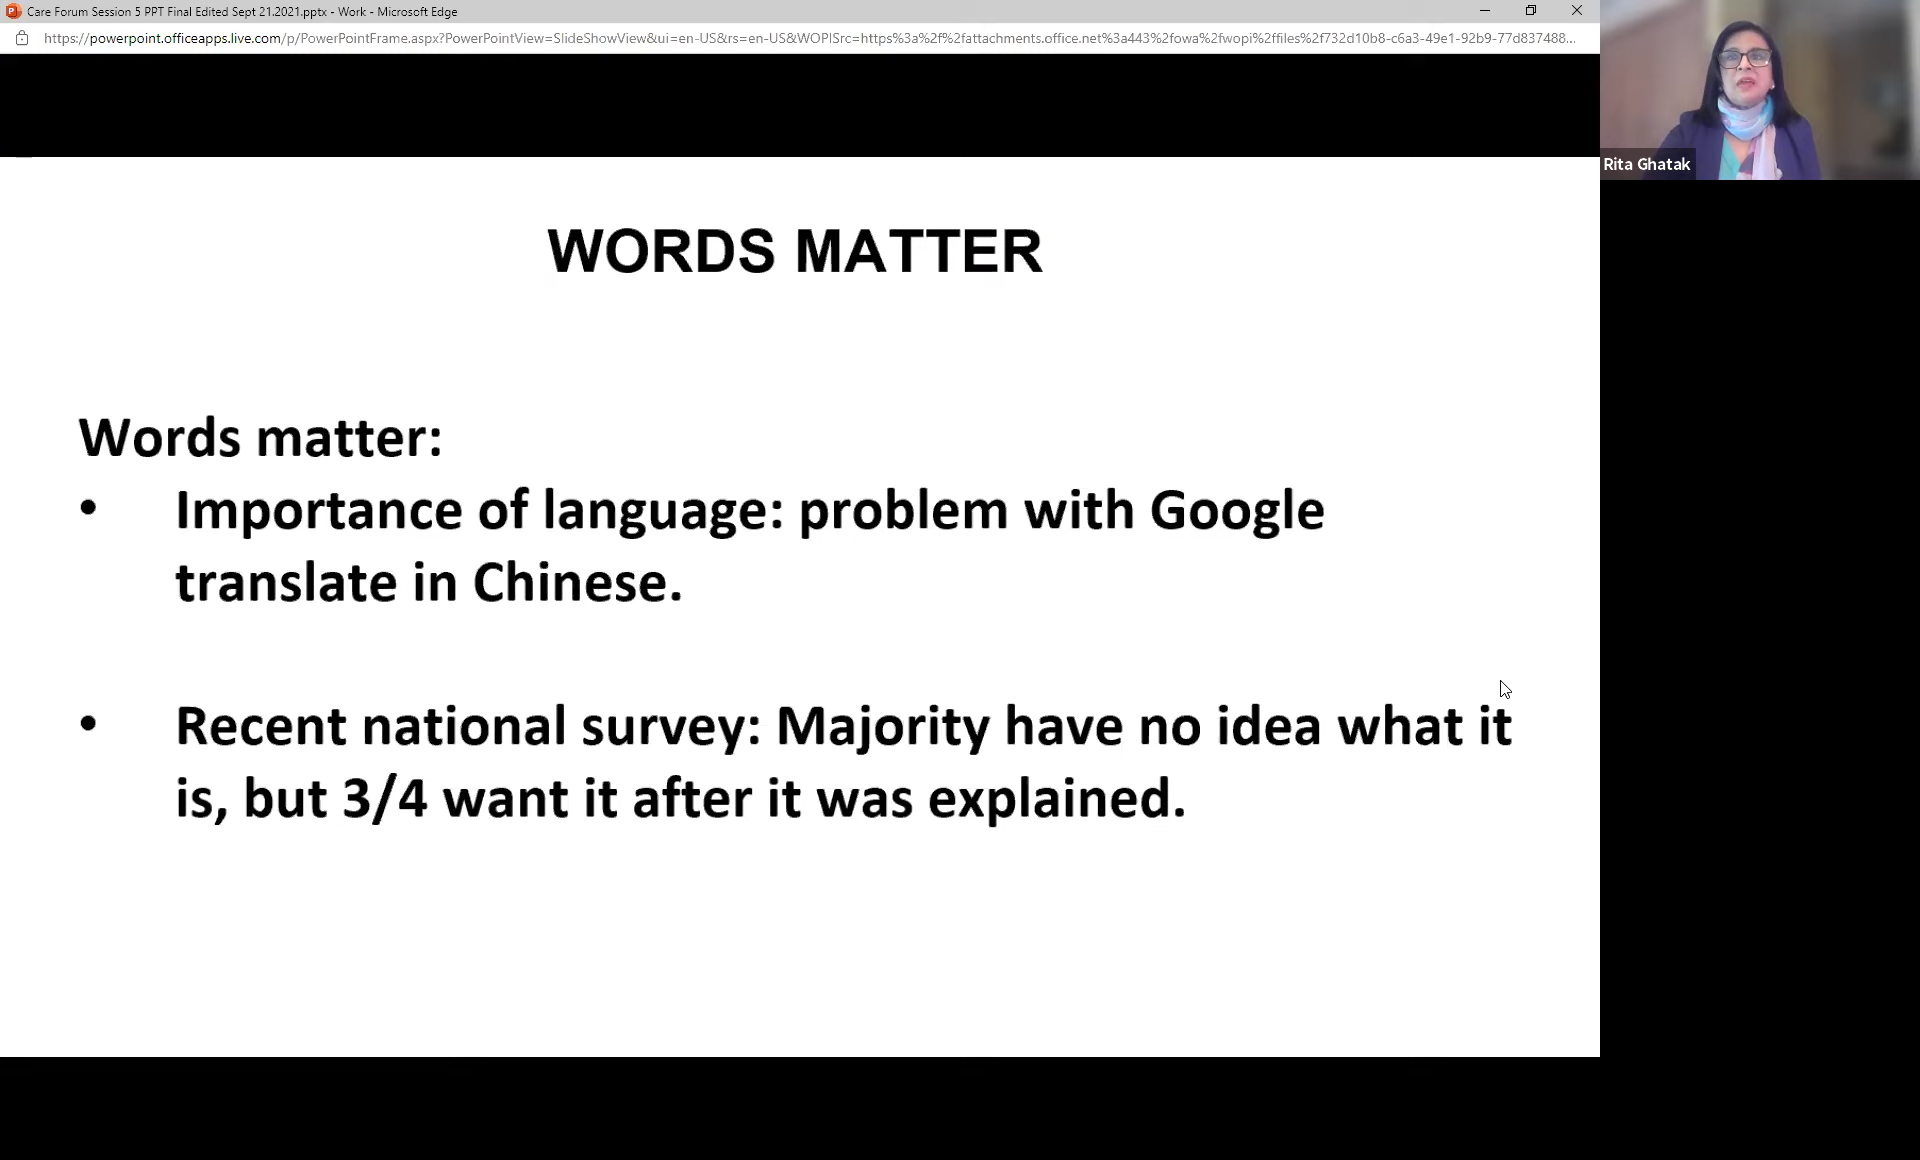 Care Forum Session 5 PPT Final Edited Sept 21.2021.pptx - Work - Microsoft Edge
https://powerpoint.officeapps.live.com/p/PowerPointFrame.aspx?PowerPointView=SlideShowView&ui=en-US&rs=en-US&WOPISrc=https%3a%2f%2fattachments.office.net%3a443%2fowa%2fwopi%2ffiles%2f732d10b8-c6a3-49e1-92b9-77d837488...
Rita Ghatak
WORDS MATTER
Words matter:
• Importance of language: problem with Google
translate in Chinese.
• Recent national survey: Majority have no idea what it
is, but 3/4 want it after it was explained.